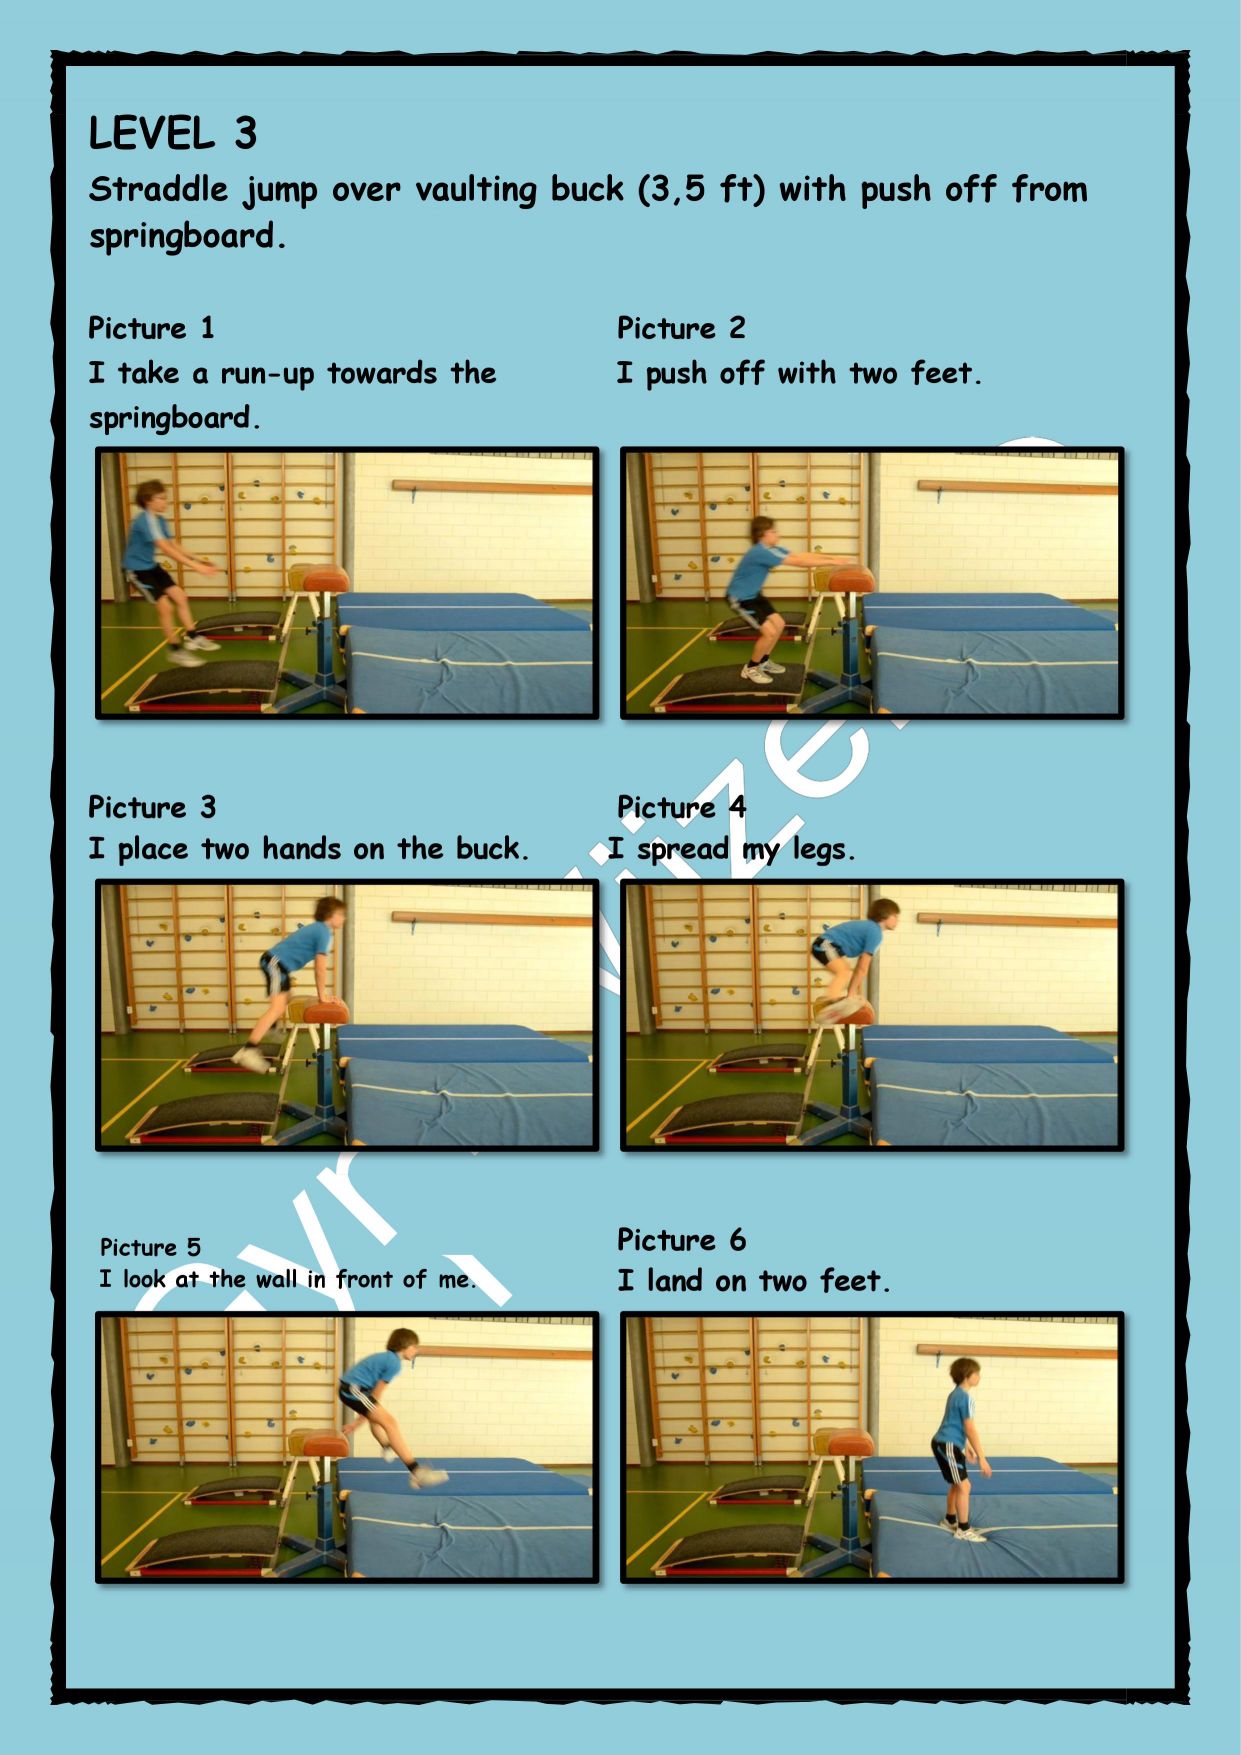 LEVEL 3
Straddle jump over vaulting buck (3,5 ft) with push off from
springboard.
Picture 1
I take a run-up towards the
springboard.
Picture 2
I push off with two feet.
Picture 3
I place two hands on the buck.
Picture 4
I spread my legs.
Picture 5
I look at the wall in front of me.
Picture 6
I land on two feet.